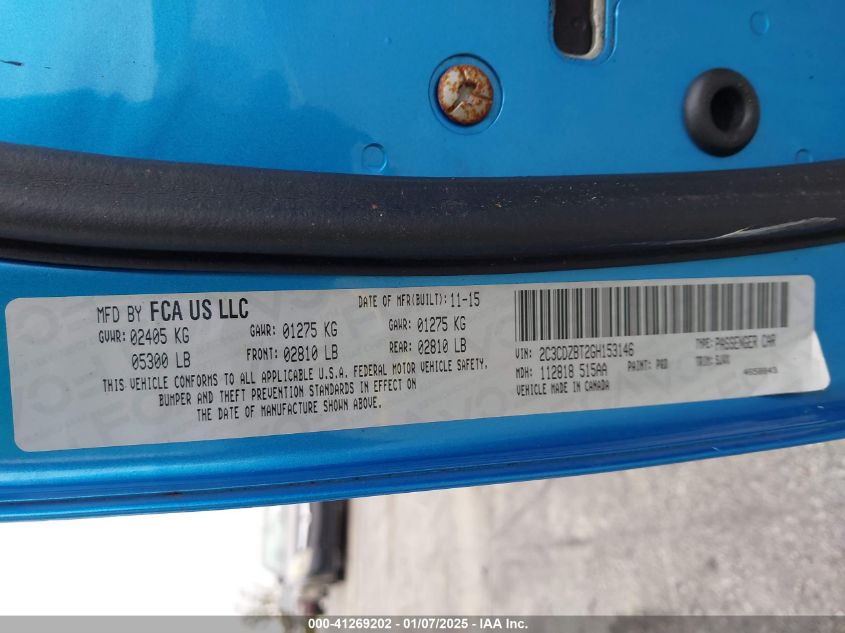 MFD BY FCA US LLC
DATE OF MFR(BUILT): 11-15
GVWR: 02405 KG GAWR: 01275 KG GAWR: 01275 KG
05300 LB FRONT: 02810 LB REAR: 02810 LB
THIS VEHICLE CONFORMS TO ALL APPLICABLE U.S.A. FEDERAL MOTOR VEHICLE SAFETY,
BUMPER AND THEFT PREVENTION STANDARDS IN EFFECT ON
THE DATE OF MANUFACTURE SHOWN ABOVE.
VIN: 2C3CDZBT2GH153146 TYPE: PASSENGER CAR
MDH: 112818 515AA PAINT: PBD TRIM:
VEHICLE MADE IN CANADA
000-41269202 - 01/07/2025 - IAA Inc.